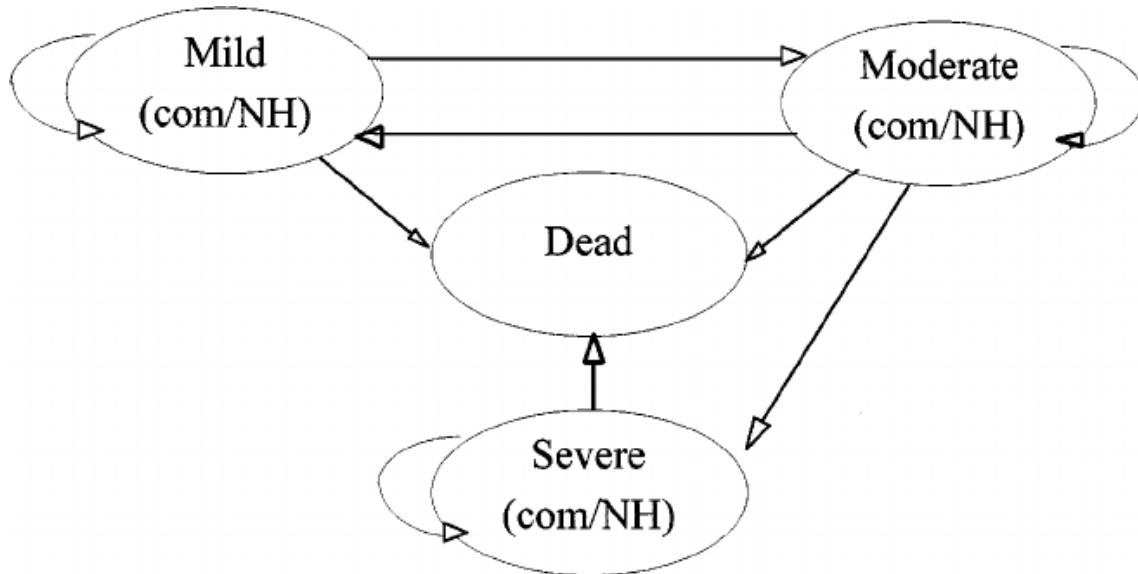 Mild
(com/NH)
Moderate
(com/NH)
Dead
Severe
(com/NH)